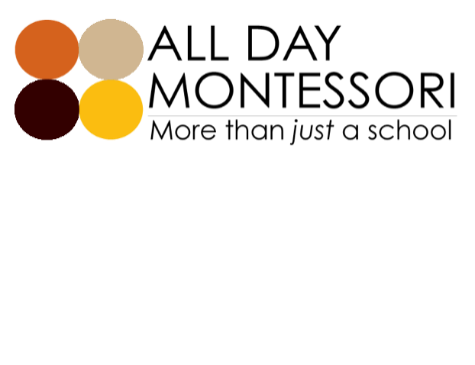 ALL DAY
MONTESSORI
More than just a school